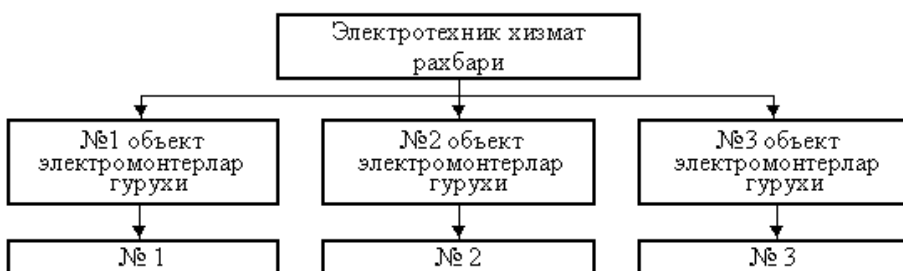 Электротехник хизмат
рахбари
№1 объект
электромонтерлар
гурухи
№2 объект
электромонтерлар
гурухи
№3 объект
электромонтерлар
гурухи
№ 1
№ 2
№ 3